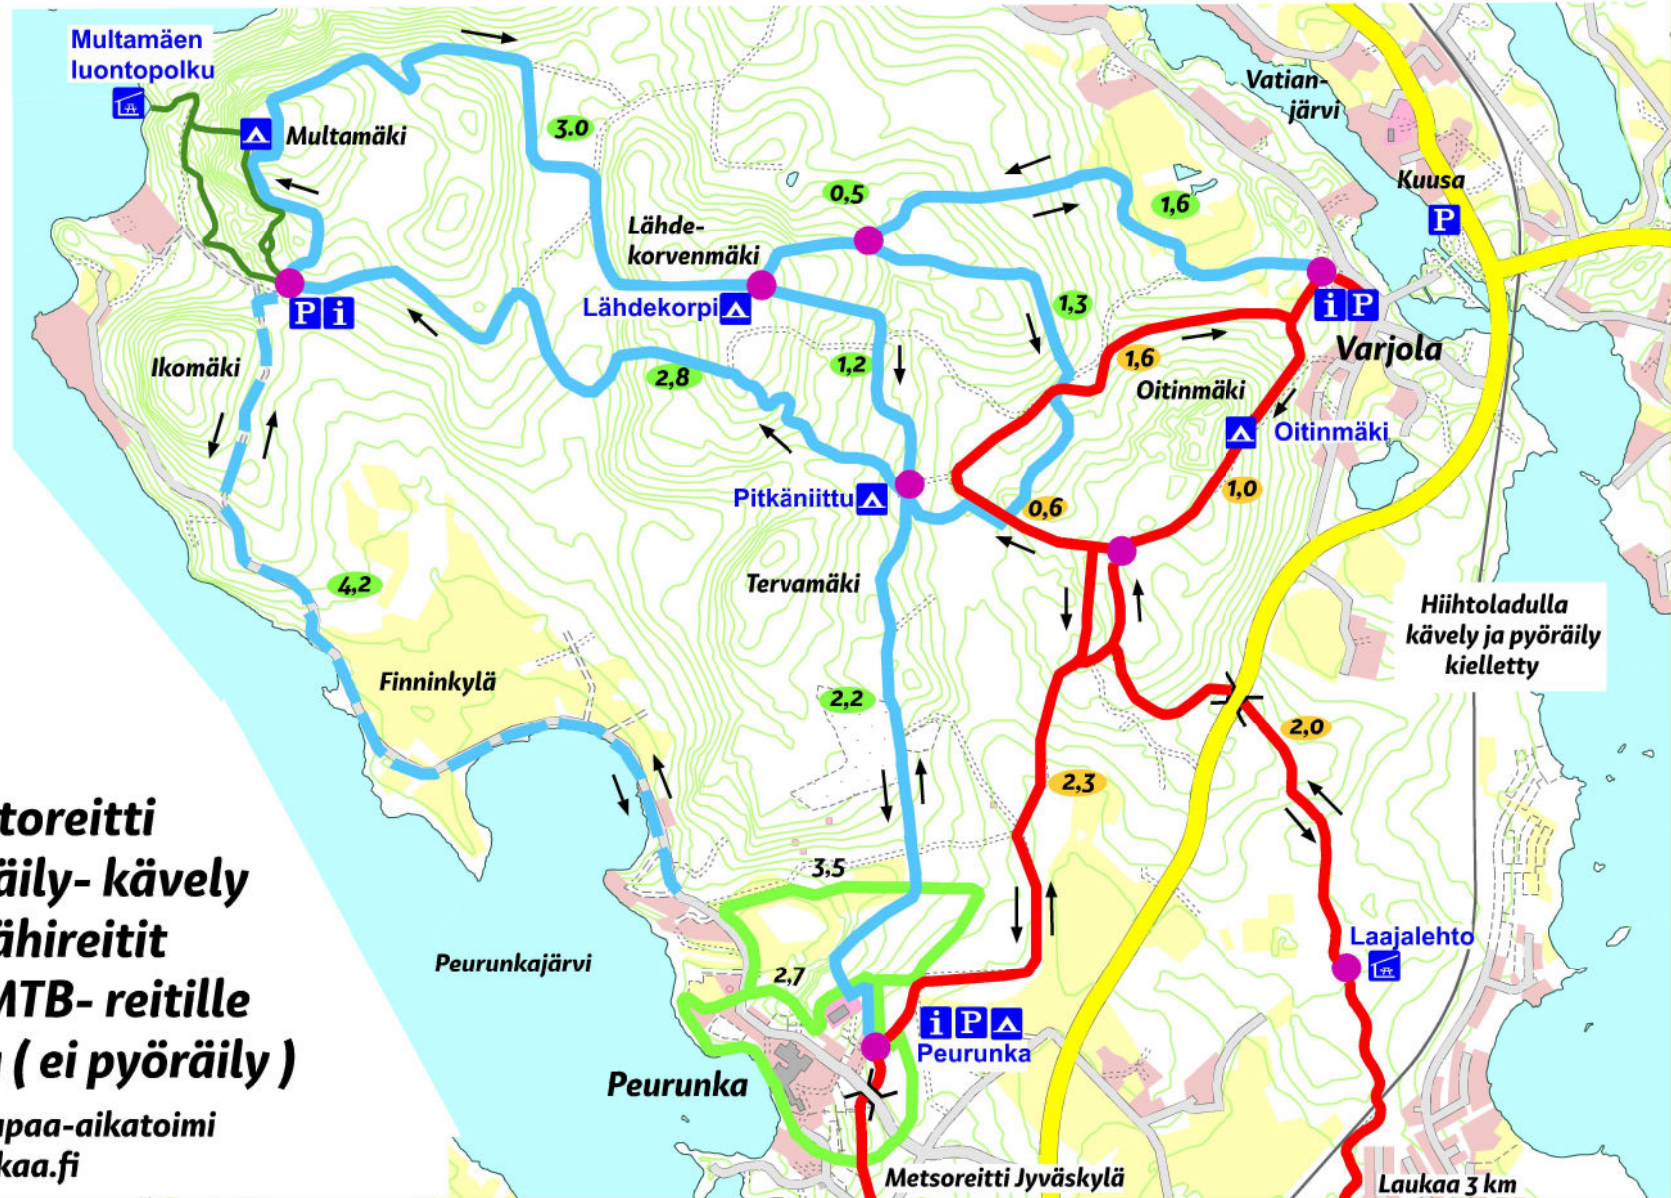 Multamäen
luontopolku
Multamäki
3.0
Vatian-
järvi
Kuusa
P
0,5
1,6
Lähde-
korvenmäki
Lähdekorpi
1,3
P i
i P
Varjola
Ikomäki
2,8
1,2
1,6
Oitinmäki
Oitinmäki
Pitkäniittu
0,6
1,0
4,2
Tervamäki
Hiihtoladulla
kävely ja pyöräily
kielletty
Finninkylä
2,2
2,0
2,3
toreitti
äily- kävely
ähireitit
MTB- reitille
( ei pyöräily )
paa-aikatoimi
kaa.fi
3,5
Peurunkajärvi
2,7
Laajalehto
i P
Peurunka
Peurunka
Metsoreitti Jyväskylä
Laukaa 3 km